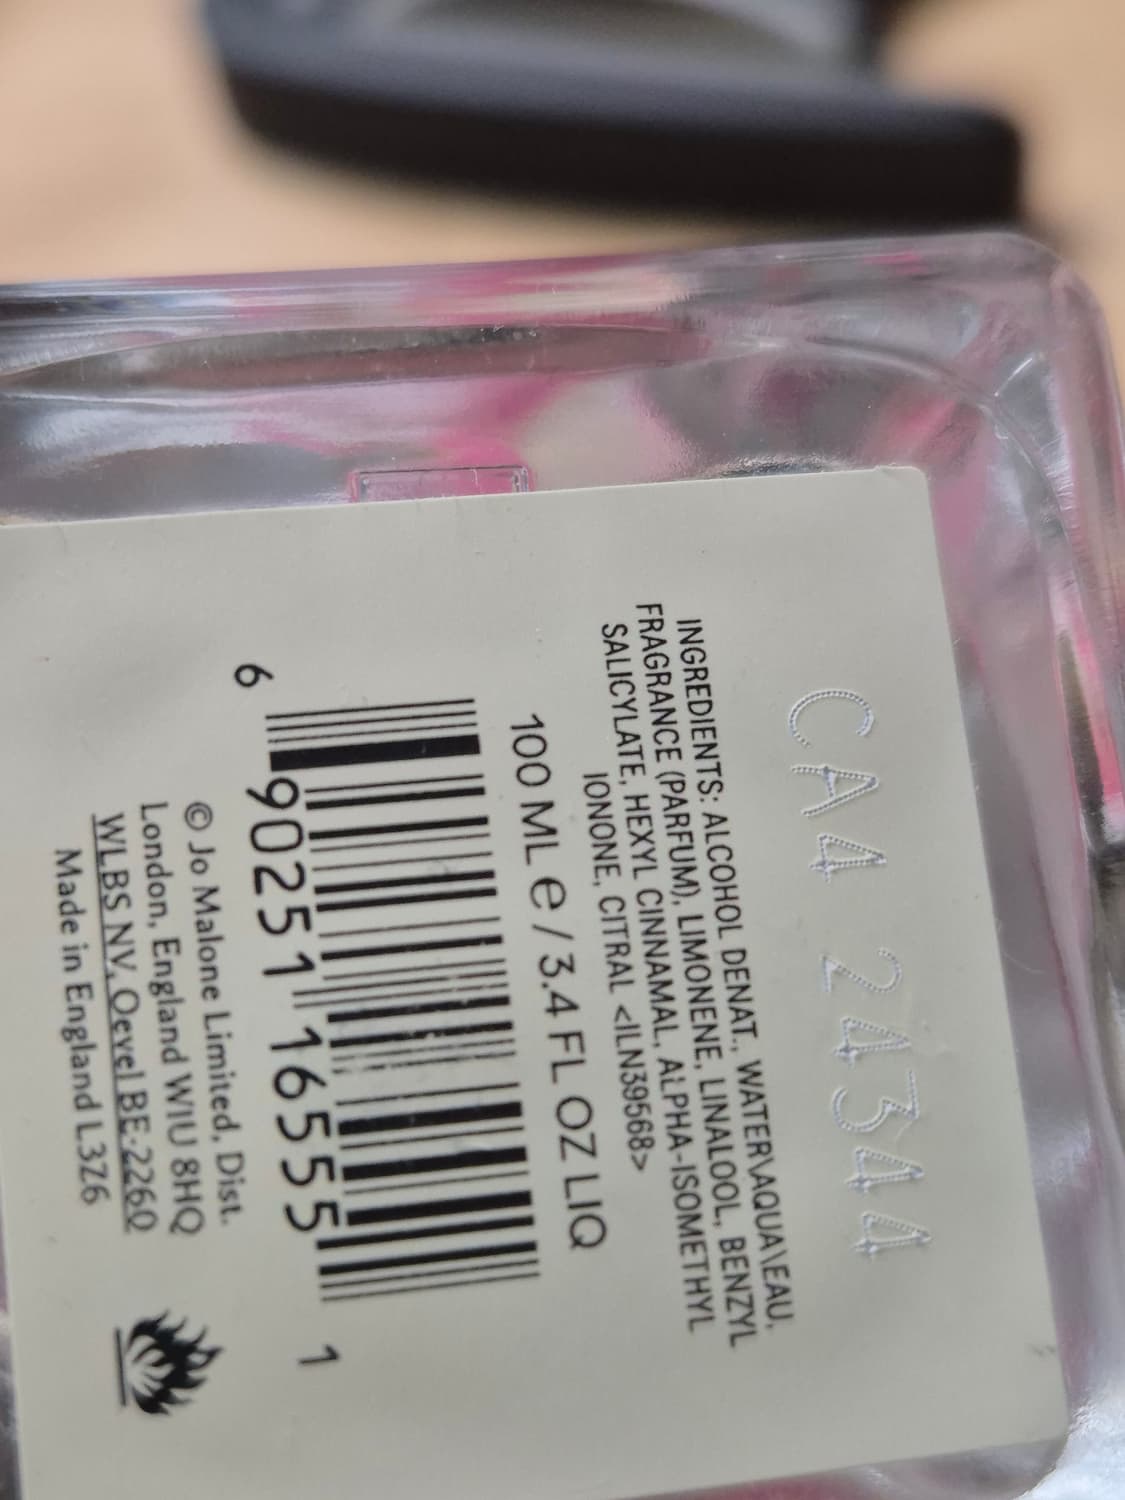 CA4 24344
INGREDIENTS: ALCOHOL DENAT., WATER\AQUA\EAU,
FRAGRANCE (PARFUM), LIMONENE, LINALOOL, BENZYL
SALICYLATE, HEXYL CINNAMAL, ALPHA-ISOMETHYL
IONONE, CITRAL <ILN39568>
100 ML e / 3.4 FL OZ LIQ
6 90251 16555 1
© Jo Malone Limited, Dist.
London, England W1U 8HQ
WLBS NV, Oevel BE-2260
Made in England L3Z6